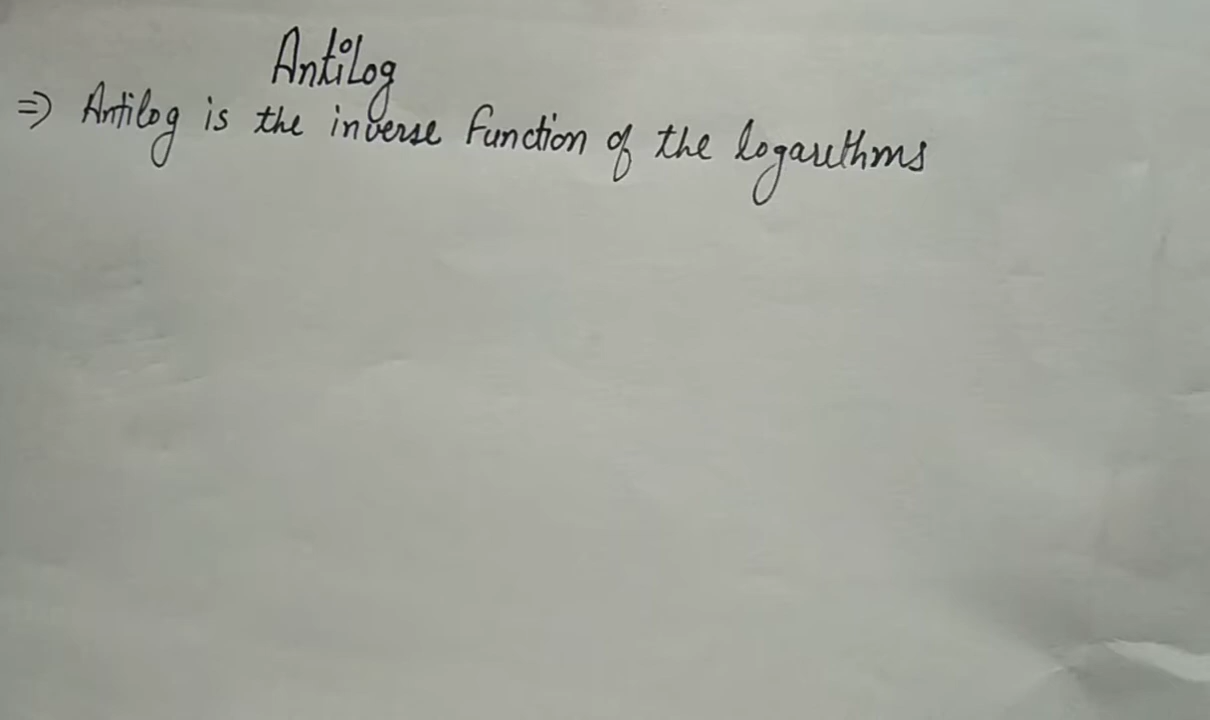 AntiLog
=> Antilog is the inverse function of the logarithms